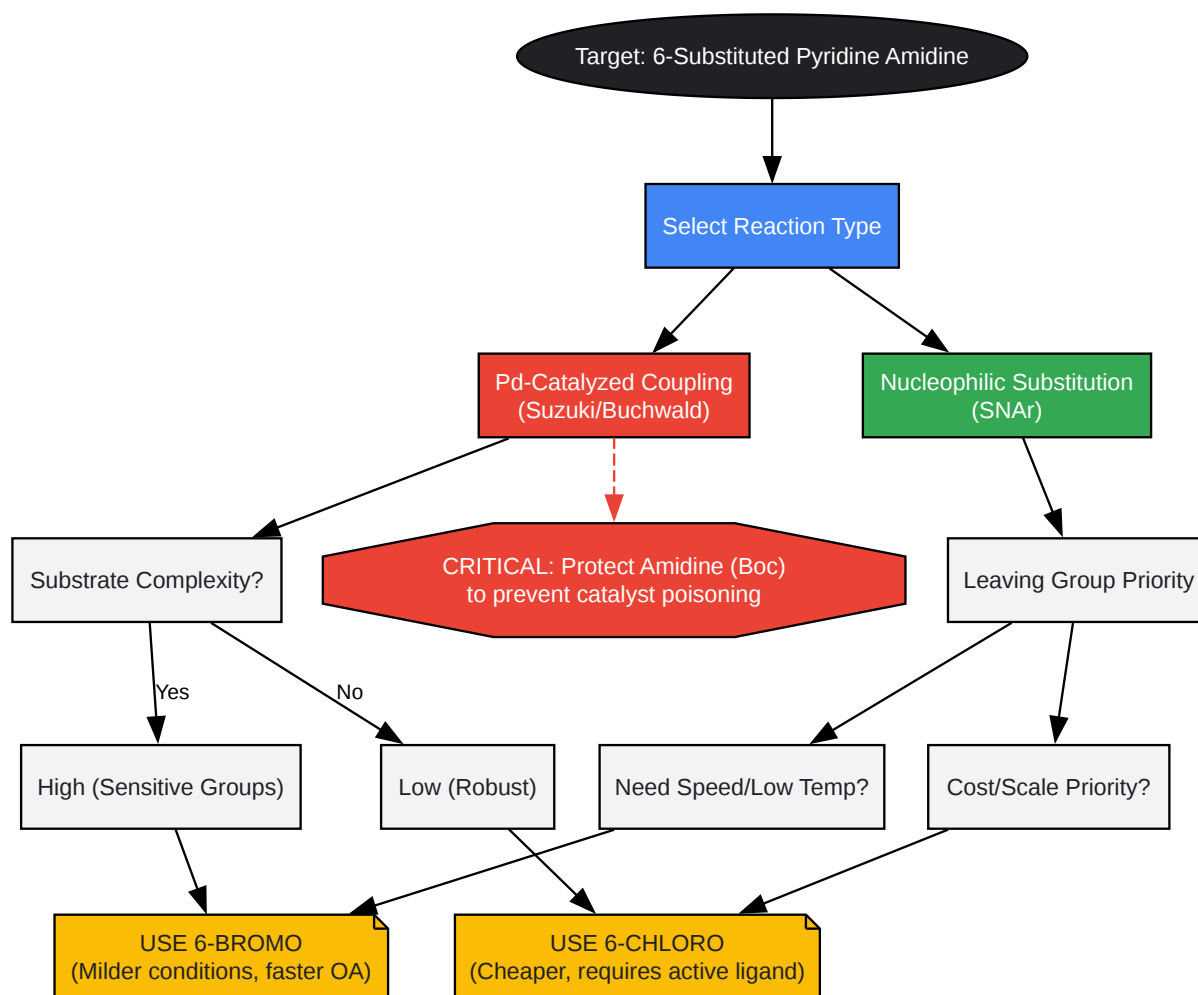 Target: 6-Substituted Pyridine Amidine
Select Reaction Type
Pd-Catalyzed Coupling
(Suzuki/Buchwald)
Nucleophilic Substitution
(SNAr)
Substrate Complexity?
CRITICAL: Protect Amidine (Boc)
to prevent catalyst poisoning
Leaving Group Priority
Yes
No
High (Sensitive Groups)
Low (Robust)
Need Speed/Low Temp?
Cost/Scale Priority?
USE 6-BROMO
(Milder conditions, faster OA)
USE 6-CHLORO
(Cheaper, requires active ligand)